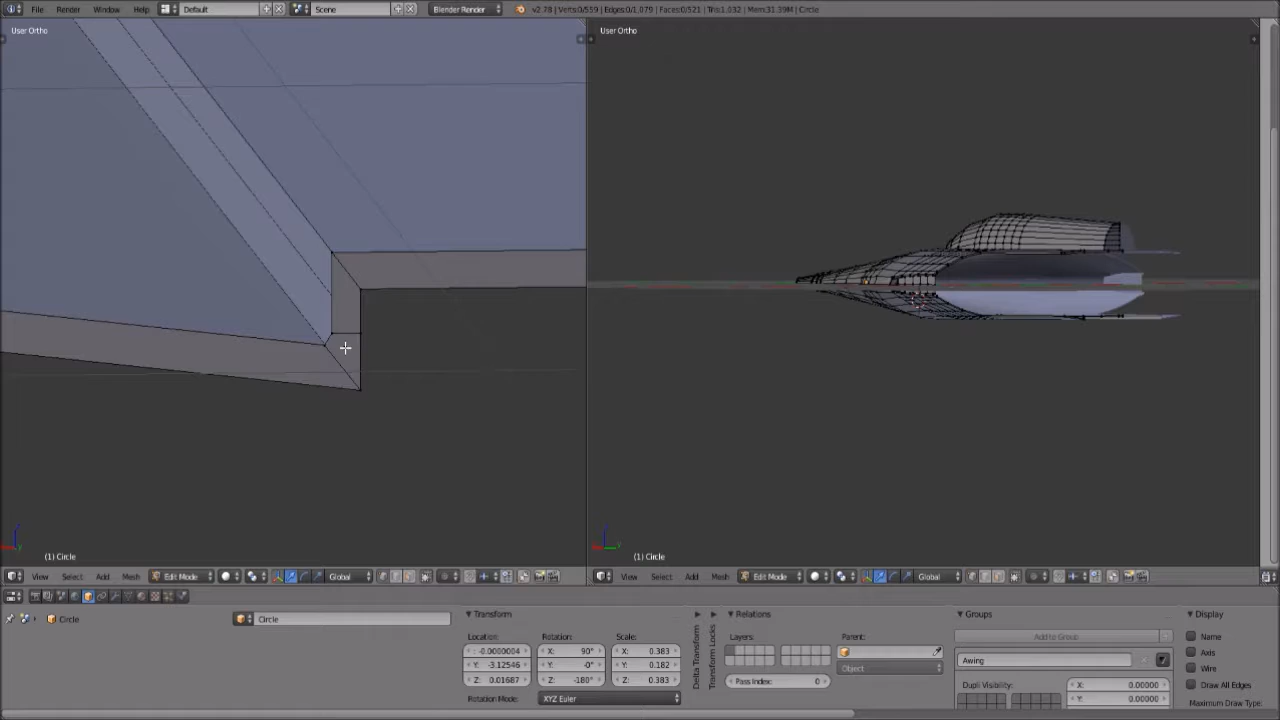 File Render Window Help Default Scene Blender Render v2.78 | Verts:0/559 | Edges:0/1,079 | Faces:0/521 | Tris:1,032 | Mem:31.39M | Circle
User Ortho User Ortho
(1) Circle (1) Circle
View Select Add Mesh Edit Mode Global View Select Add Mesh Edit Mode Global
Circle Circle
Transform Relations Groups Display
Location: Rotation: Scale: Layers: Parent: Add to Group Name
-0.0000004 X: 90° X: 0.383 Axis
Y: -3.12546 Y: -0° Y: 0.182 Object Awing Wire
Z: 0.01687 Z: -180° Z: 0.383 Pass Index: 0 Dupli Visibility: X: 0.00000 Draw All Edges
Rotation Mode: XYZ Euler Y: 0.00000 Maximum Draw Type:
Delta Transform
Transform Locks